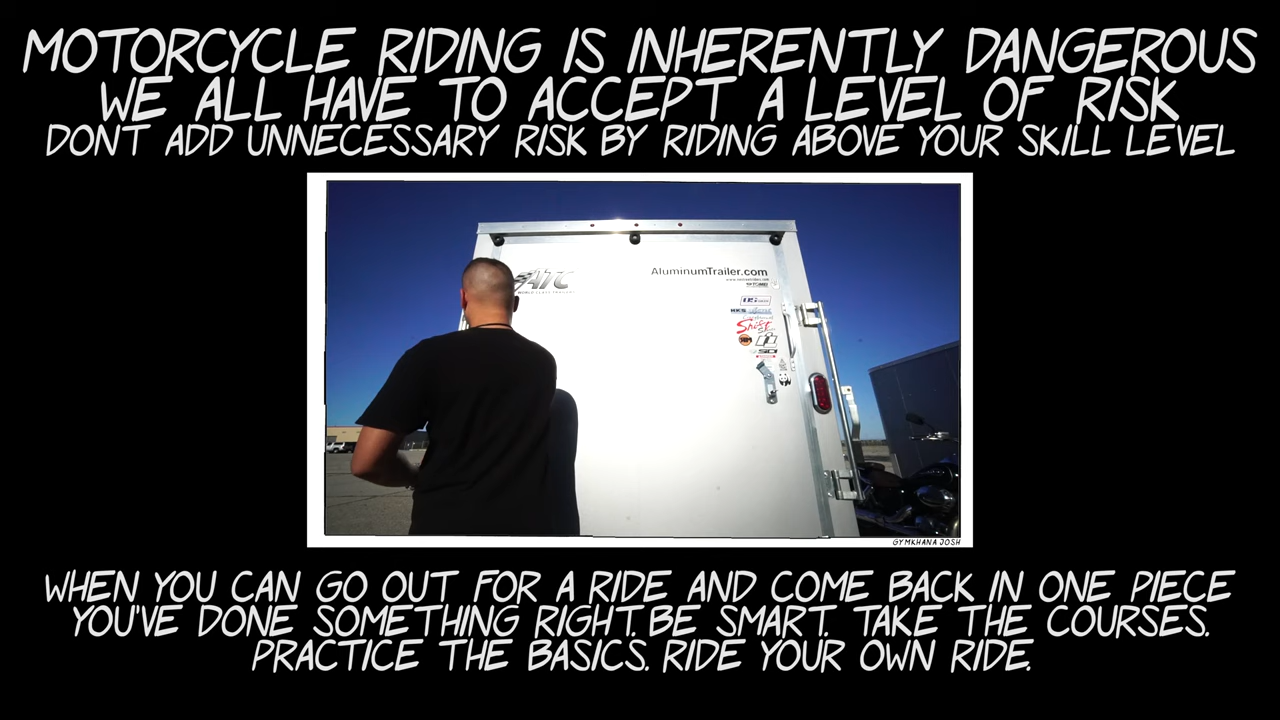 MOTORCYCLE RIDING IS INHERENTLY DANGEROUS
WE ALL HAVE TO ACCEPT A LEVEL OF RISK
DONT ADD UNNECESSARY RISK BY RIDING ABOVE YOUR SKILL LEVEL
ATC
AluminumTrailer.com
HKS
Shift
GYMKHANA JOSH
WHEN YOU CAN GO OUT FOR A RIDE AND COME BACK IN ONE PIECE
YOU'VE DONE SOMETHING RIGHT. BE SMART. TAKE THE COURSES.
PRACTICE THE BASICS. RIDE YOUR OWN RIDE.